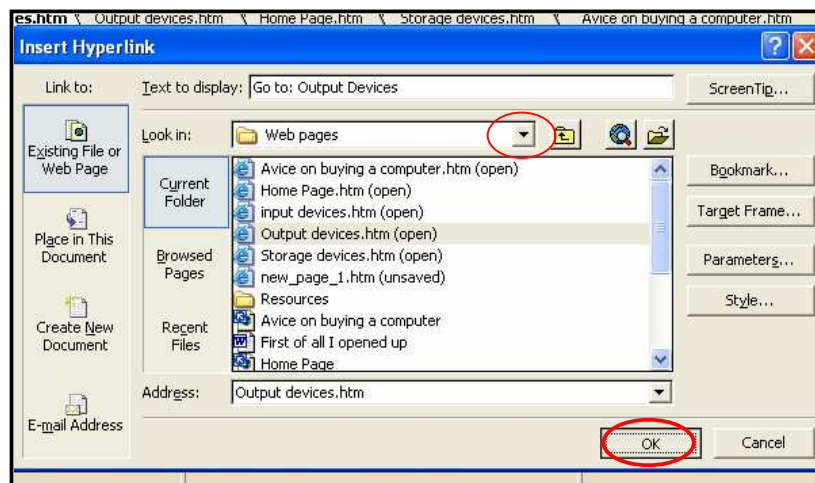 es.htm Output devices.htm Home Page.htm Storage devices.htm Avice on buying a computer.htm
Insert Hyperlink
Link to:
Text to display: Go to: Output Devices
ScreenTip...
Existing File or
Web Page
Look in: Web pages
Current
Folder
Avice on buying a computer.htm (open)
Home Page.htm (open)
input devices.htm (open)
Output devices.htm (open)
Storage devices.htm (open)
new_page_1.htm (unsaved)
Resources
Avice on buying a computer
First of all I opened up
Home Page
Bookmark...
Target Frame...
Parameters...
Style...
Place in This
Document
Browsed
Pages
Create New
Document
Recent
Files
E-mail Address
Address: Output devices.htm
OK
Cancel